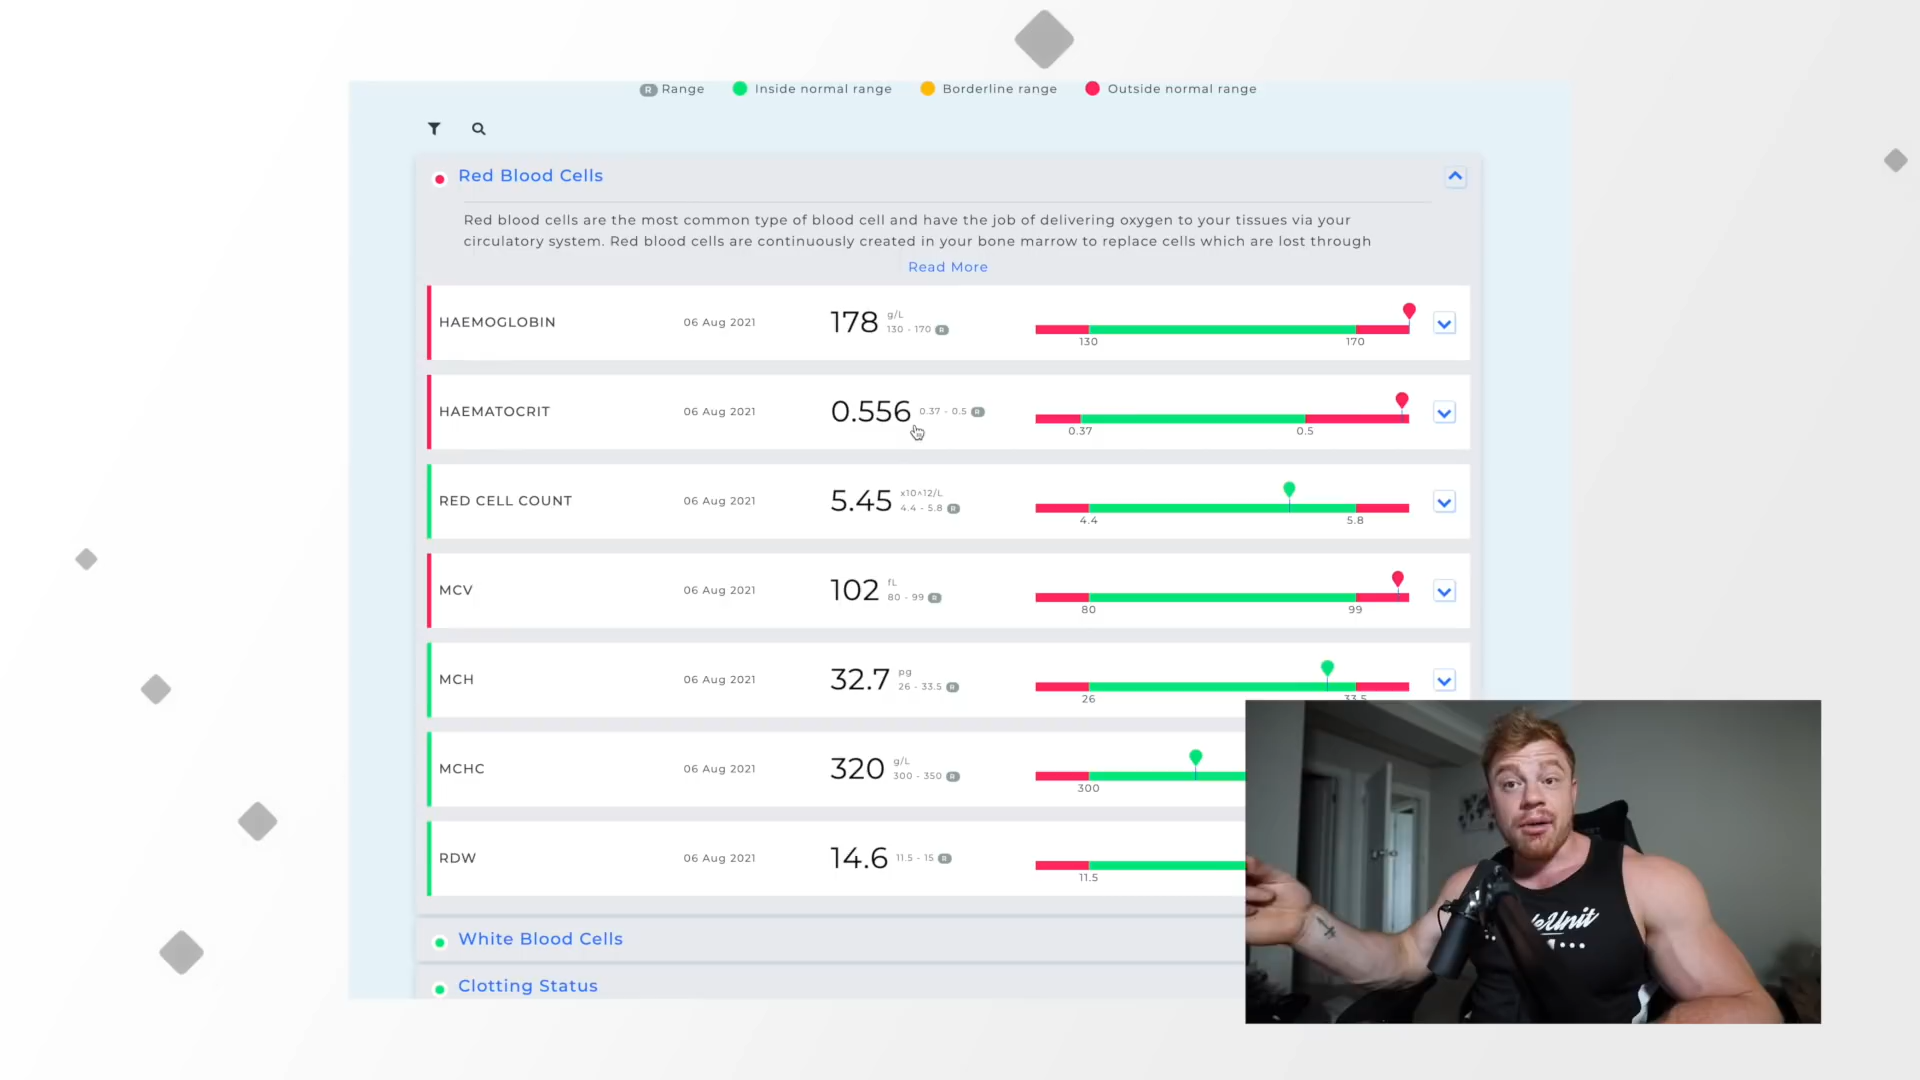 R Range Inside normal range Borderline range Outside normal range
Red Blood Cells
Red blood cells are the most common type of blood cell and have the job of delivering oxygen to your tissues via your
circulatory system. Red blood cells are continuously created in your bone marrow to replace cells which are lost through
Read More
HAEMOGLOBIN 06 Aug 2021 178 g/L
130 - 170 R
130 170
HAEMATOCRIT 06 Aug 2021 0.556 0.37 - 0.5 R
0.37 0.5
RED CELL COUNT 06 Aug 2021 5.45 x10^12/L
4.4 - 5.8 R
4.4 5.8
MCV 06 Aug 2021 102 fL
80 - 99 R
80 99
MCH 06 Aug 2021 32.7 pg
26 - 33.5 R
26 33.5
MCHC 06 Aug 2021 320 g/L
300 - 350 R
300
RDW 06 Aug 2021 14.6 11.5 - 15 R
11.5
White Blood Cells
Clotting Status